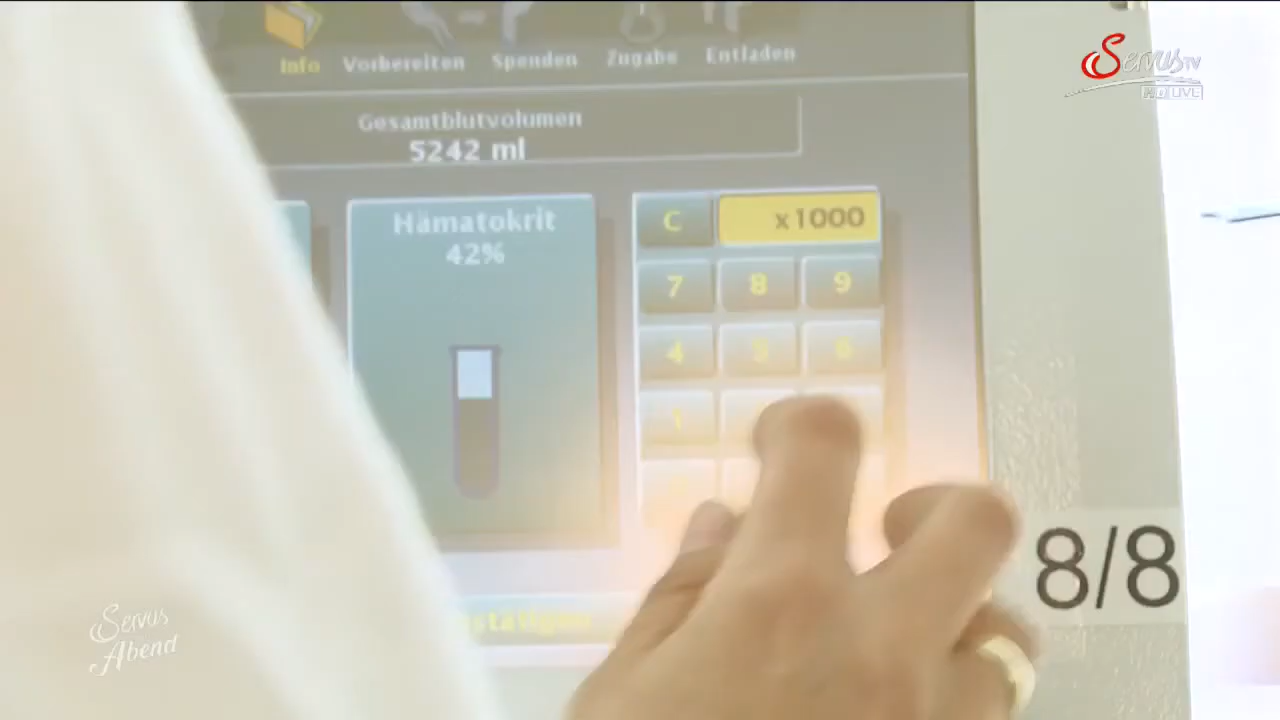 Info Vorbereiten Spenden Zugabe Entladen
ServusTV
HD LIVE
Gesamtblutvolumen
5242 ml
Hämatokrit
42%
C x1000
7 8 9
4 5 6
1
8/8
Servus
Abend